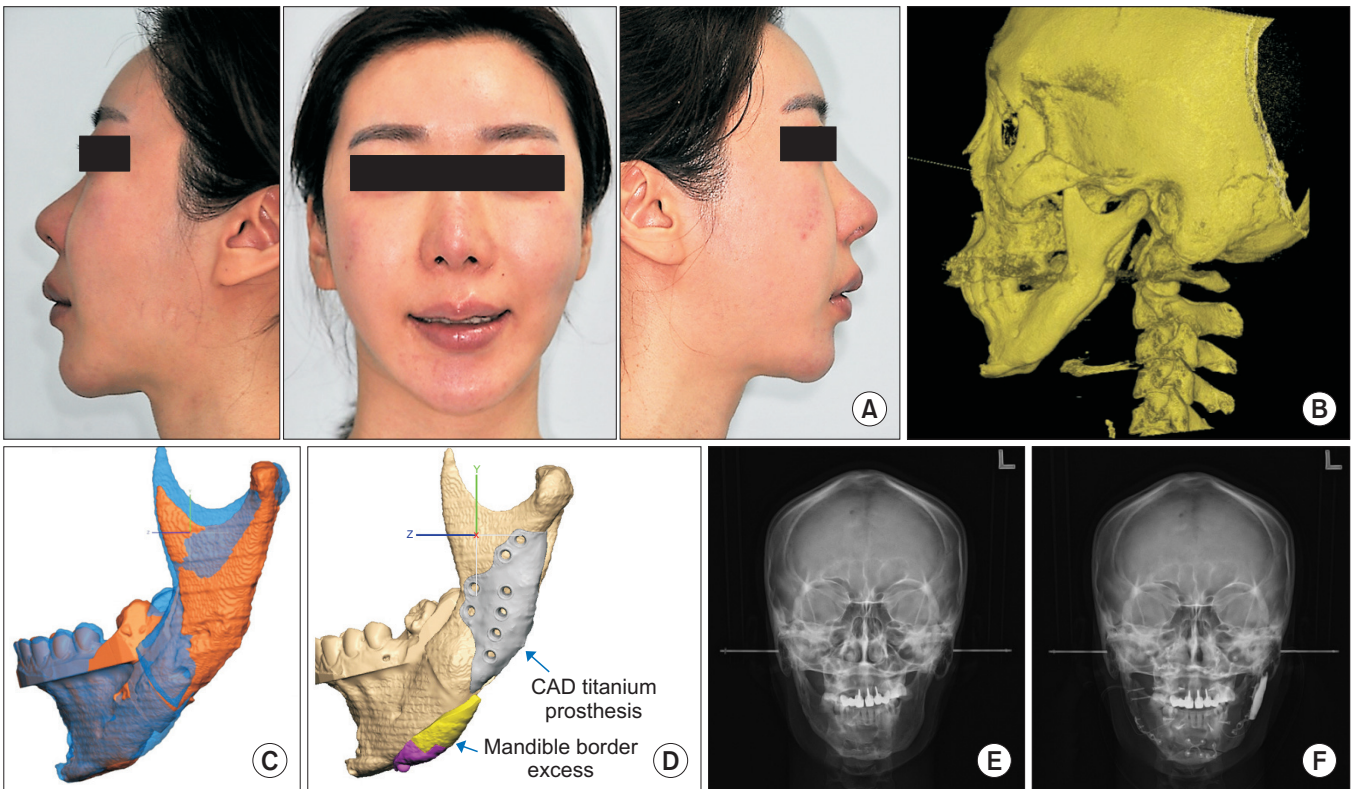 A
B
C
Y
Z
X
CAD titanium
prosthesis
Mandible border
excess
D
L
E
L
F